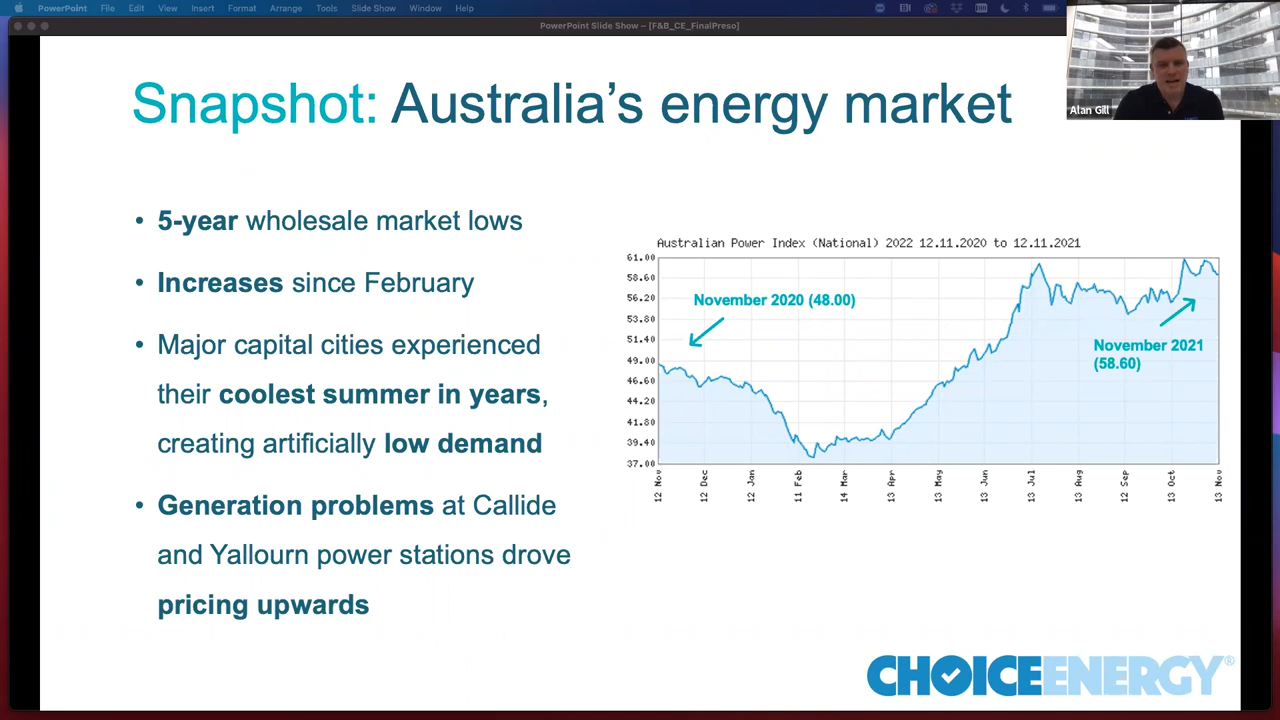 PowerPoint File Edit View Insert Format Arrange Tools Slide Show Window Help
PowerPoint Slide Show – [F&B_CE_FinalPreso]
Alan Gill
Snapshot: Australia's energy market
• 5-year wholesale market lows
• Increases since February
• Major capital cities experienced
their coolest summer in years,
creating artificially low demand
• Generation problems at Callide
and Yallourn power stations drove
pricing upwards
Australian Power Index (National) 2022 12.11.2020 to 12.11.2021
61.00
58.60
56.20
53.80
51.40
49.00
46.60
44.20
41.80
39.40
37.00
November 2020 (48.00)
November 2021
(58.60)
12 Nov
12 Dec
12 Jan
11 Feb
14 Mar
13 Apr
13 May
13 Jun
13 Jul
13 Aug
12 Sep
13 Oct
13 Nov
CHOICEENERGY®